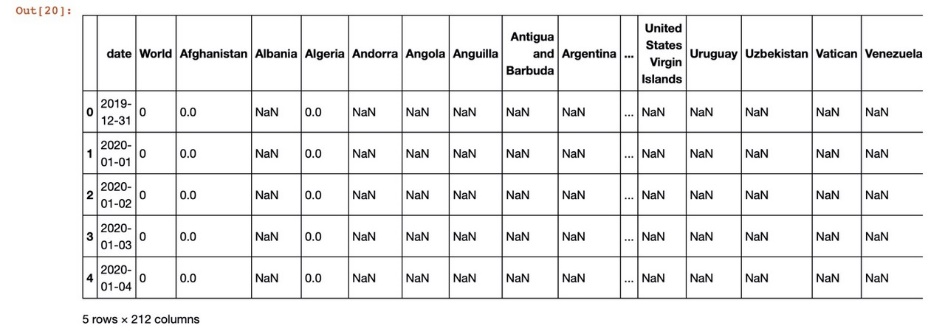 Out[20]:
date World Afghanistan Albania Algeria Andorra Angola Anguilla Antigua and Barbuda Argentina ... United States Virgin Islands Uruguay Uzbekistan Vatican Venezuela
0 2019-12-31 0 0.0 NaN 0.0 NaN NaN NaN NaN NaN ... NaN NaN NaN NaN NaN
1 2020-01-01 0 0.0 NaN 0.0 NaN NaN NaN NaN NaN ... NaN NaN NaN NaN NaN
2 2020-01-02 0 0.0 NaN 0.0 NaN NaN NaN NaN NaN ... NaN NaN NaN NaN NaN
3 2020-01-03 0 0.0 NaN 0.0 NaN NaN NaN NaN NaN ... NaN NaN NaN NaN NaN
4 2020-01-04 0 0.0 NaN 0.0 NaN NaN NaN NaN NaN ... NaN NaN NaN NaN NaN
5 rows × 212 columns